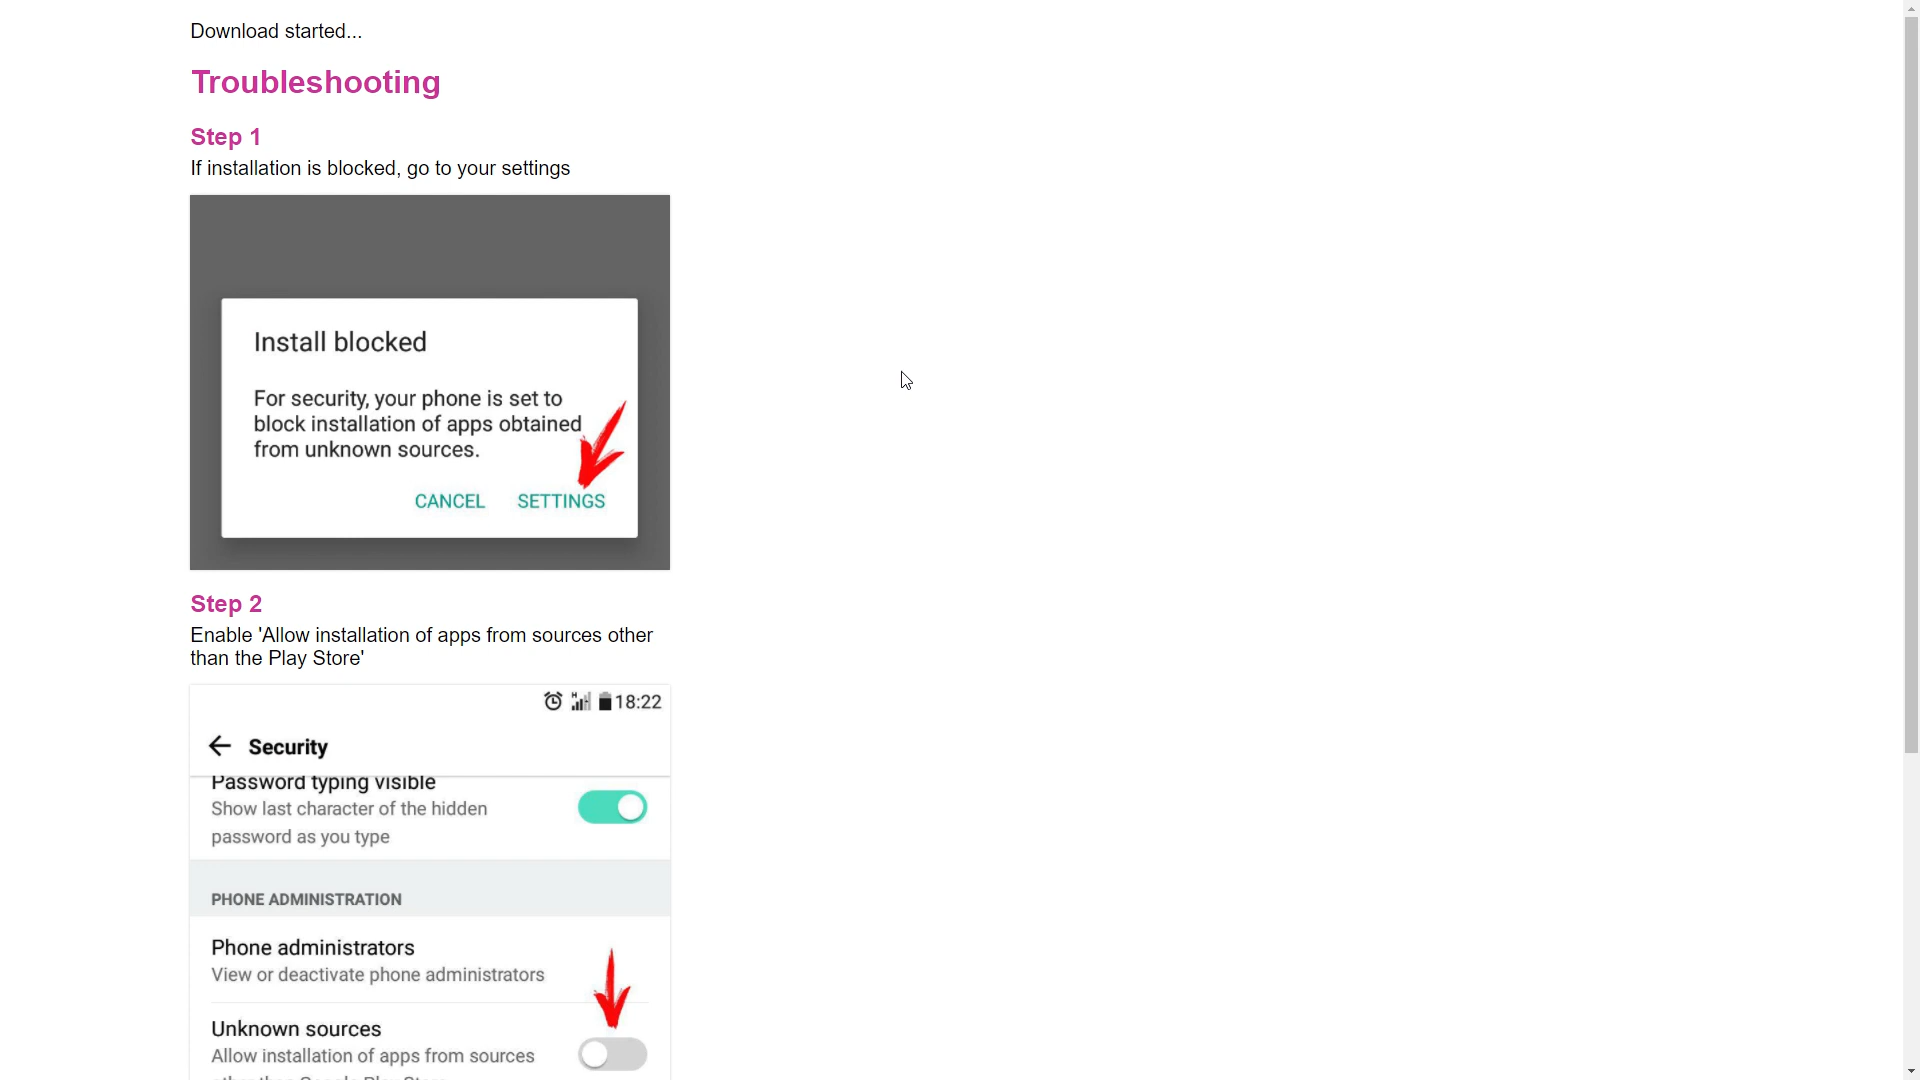 Download started...
Troubleshooting
Step 1
If installation is blocked, go to your settings
Install blocked
For security, your phone is set to
block installation of apps obtained
from unknown sources.
CANCEL SETTINGS
Step 2
Enable 'Allow installation of apps from sources other
than the Play Store'
H 18:22
Security
Password typing visible
Show last character of the hidden
password as you type
PHONE ADMINISTRATION
Phone administrators
View or deactivate phone administrators
Unknown sources
Allow installation of apps from sources